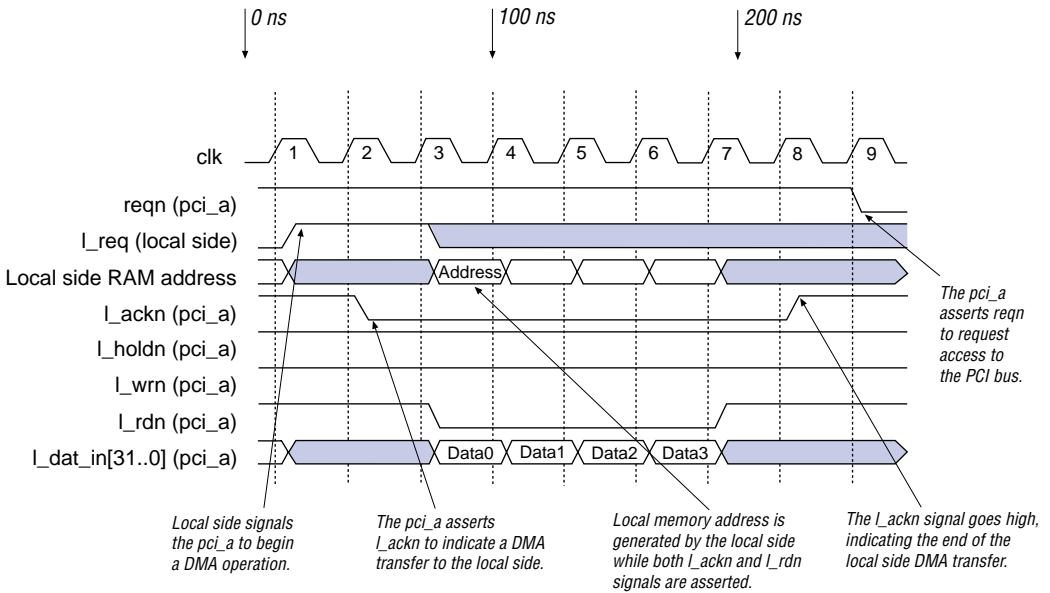 0 ns
100 ns
200 ns
clk
1 2 3 4 5 6 7 8 9
reqn (pci_a)
l_req (local side)
Local side RAM address
Address
l_ackn (pci_a)
l_holdn (pci_a)
l_wrn (pci_a)
l_rdn (pci_a)
l_dat_in[31..0] (pci_a)
Data0 Data1 Data2 Data3
The pci_a
asserts reqn
to request
access to
the PCI bus.
Local side signals
the pci_a to begin
a DMA operation.
The pci_a asserts
l_ackn to indicate a DMA
transfer to the local side.
Local memory address is
generated by the local side
while both l_ackn and l_rdn
signals are asserted.
The l_ackn signal goes high,
indicating the end of the
local side DMA transfer.